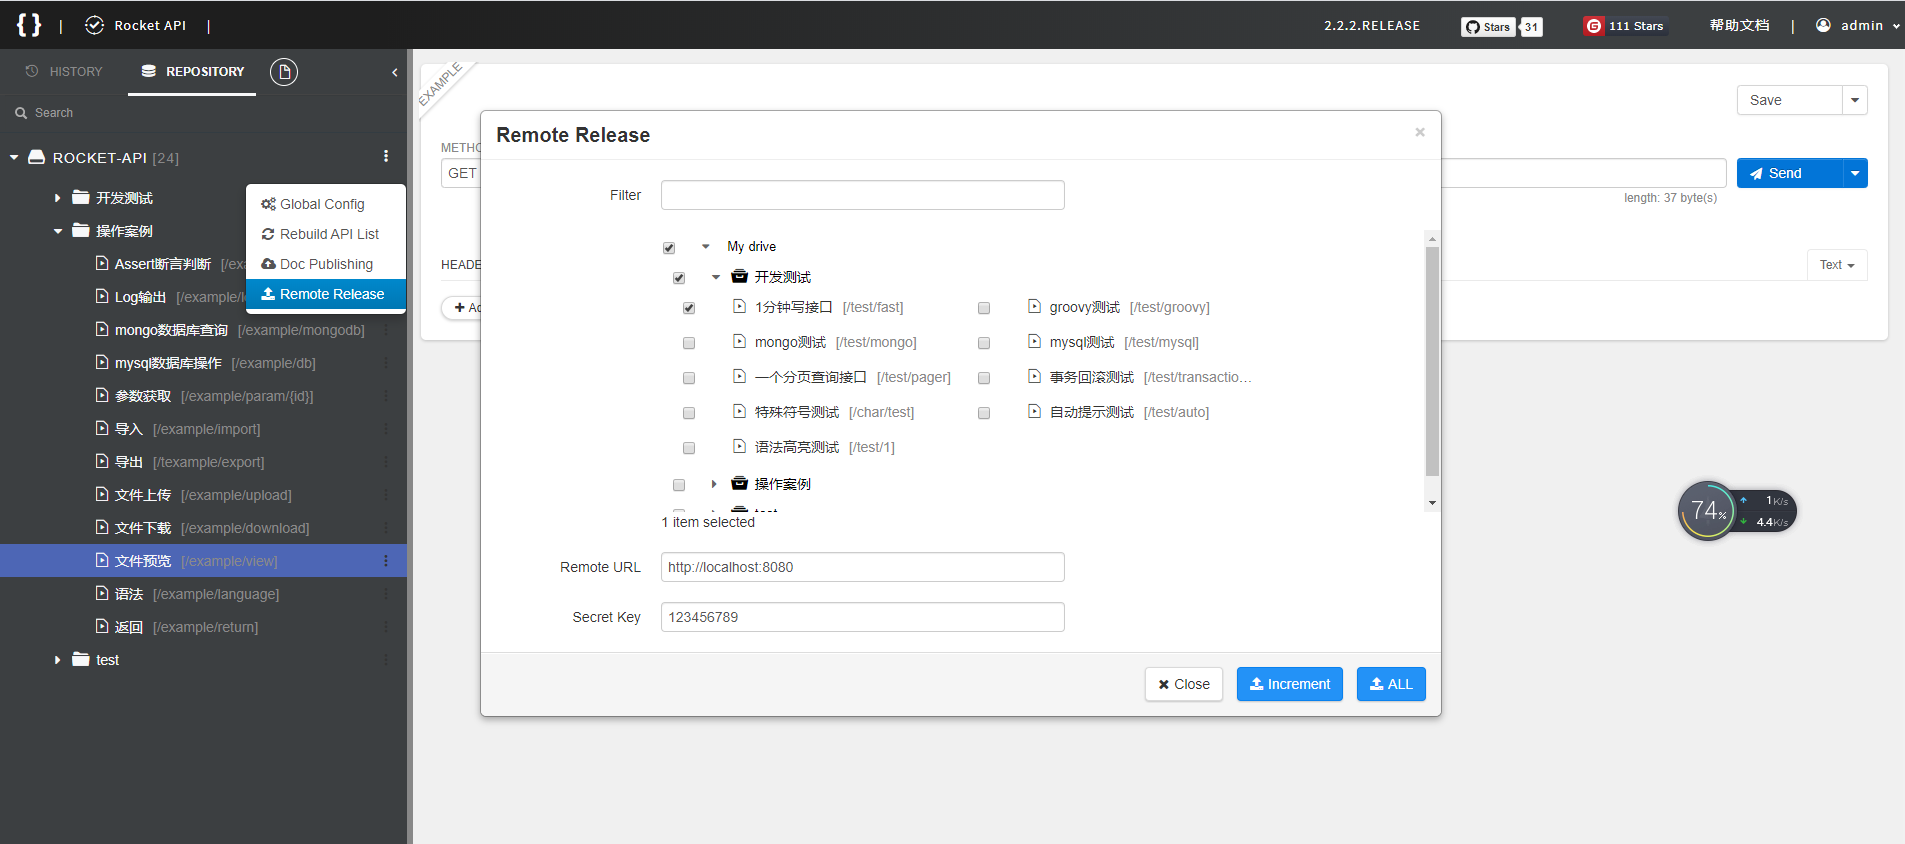 {} | Rocket API | 2.2.2.RELEASE Stars 31 111 Stars 帮助文档 | admin
HISTORY REPOSITORY
Search
ROCKET-API [24]
开发测试
操作案例
Assert断言判断 [/exa
Log输出 [/example/l
mongo数据库查询 [/example/mongodb]
mysql数据库操作 [/example/db]
参数获取 [/example/param/{id}]
导入 [/example/import]
导出 [/texample/export]
文件上传 [/example/upload]
文件下载 [/example/download]
文件预览 [/example/view]
语法 [/example/language]
返回 [/example/return]
test
Global Config
Rebuild API List
Doc Publishing
Remote Release
EXAMPLE
Save
METHO
GET
Send
length: 37 byte(s)
HEADE
Text
Ad
Remote Release ×
Filter
My drive
开发测试
1分钟写接口 [/test/fast] groovy测试 [/test/groovy]
mongo测试 [/test/mongo] mysql测试 [/test/mysql]
一个分页查询接口 [/test/pager] 事务回滚测试 [/test/transactio...
特殊符号测试 [/char/test] 自动提示测试 [/test/auto]
语法高亮测试 [/test/1]
操作案例
test
1 item selected
Remote URL http://localhost:8080
Secret Key 123456789
Close Increment ALL
74% 1K/s
4.4K/s